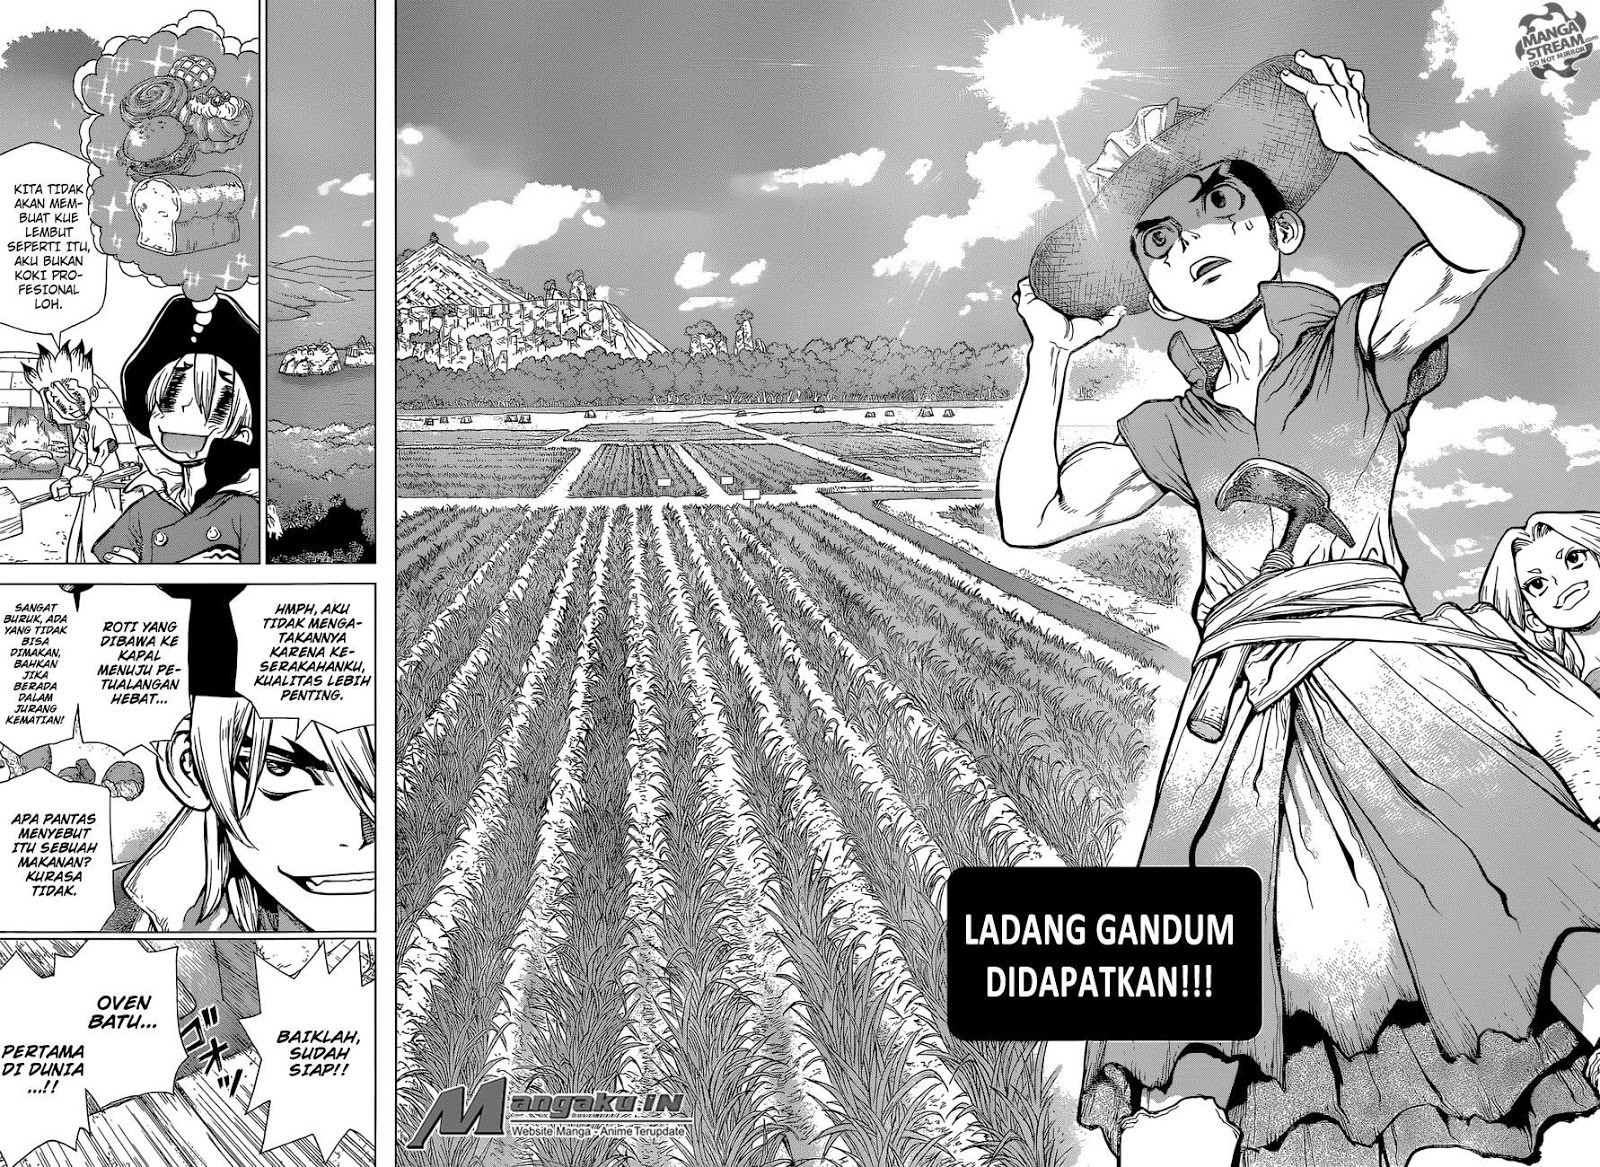 MANGA
STREAM.com
DO NOT MIRROR
LADANG GANDUM
DIDAPATKAN!!!
KITA TIDAK
AKAN MEM-
BUAT KUE
LEMBUT
SEPERTI ITU,
AKU BUKAN
KOKI PRO-
FESIONAL
LOH.
HMPH, AKU
TIDAK MENGA-
TAKANNYA
KARENA KE-
SERAKAHANKU,
KUALITAS LEBIH
PENTING.
ROTI YANG
DIBAWA KE
KAPAL
MENUJU PE-
TUALANGAN
HEBAT...
SANGAT
BURUK, ADA
YANG TIDAK
BISA
DIMAKAN,
BAHKAN
JIKA
BERADA
DALAM
JURANG
KEMATIAN!
APA PANTAS
MENYEBUT
ITU SEBUAH
MAKANAN?
KURASA
TIDAK.
BAIKLAH,
SUDAH
SIAP!!
OVEN
BATU...
PERTAMA
DI DUNIA
...!!
Mangaku.iN
Website Manga - Anime Terupdate